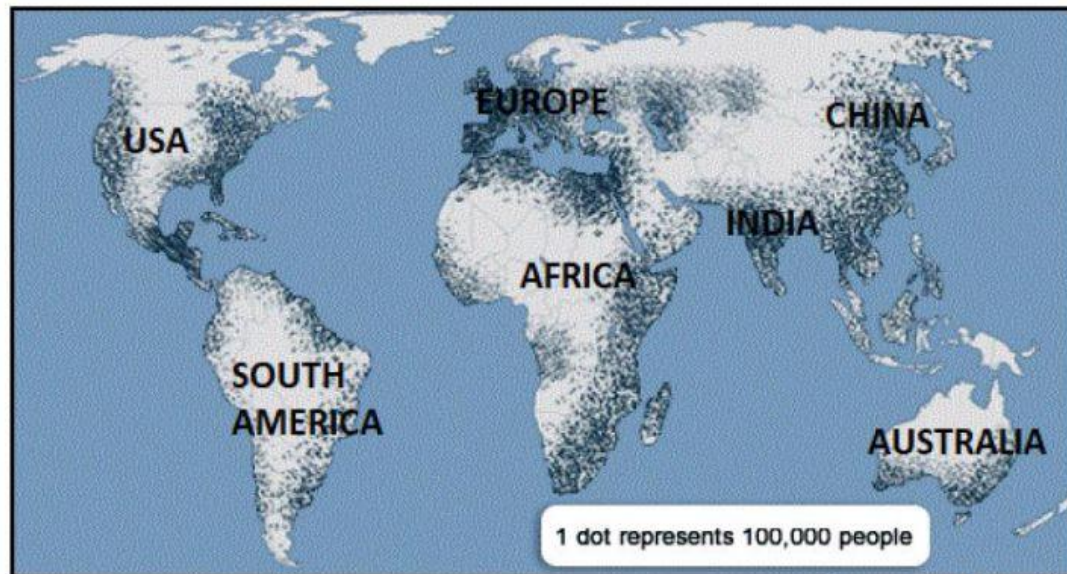 EUROPE
USA
CHINA
INDIA
AFRICA
SOUTH
AMERICA
AUSTRALIA
1 dot represents 100,000 people